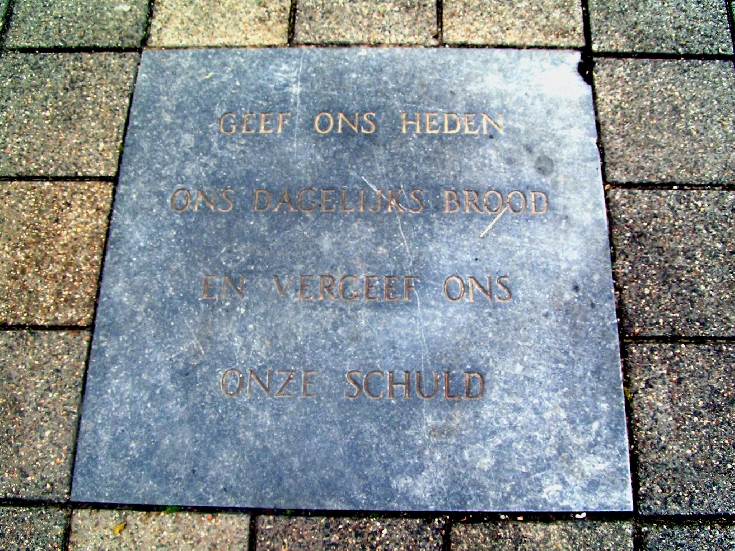 GEEF ONS HEDEN
ONS DAGELIJKS BROOD
EN VERGEEF ONS
ONZE SCHULD